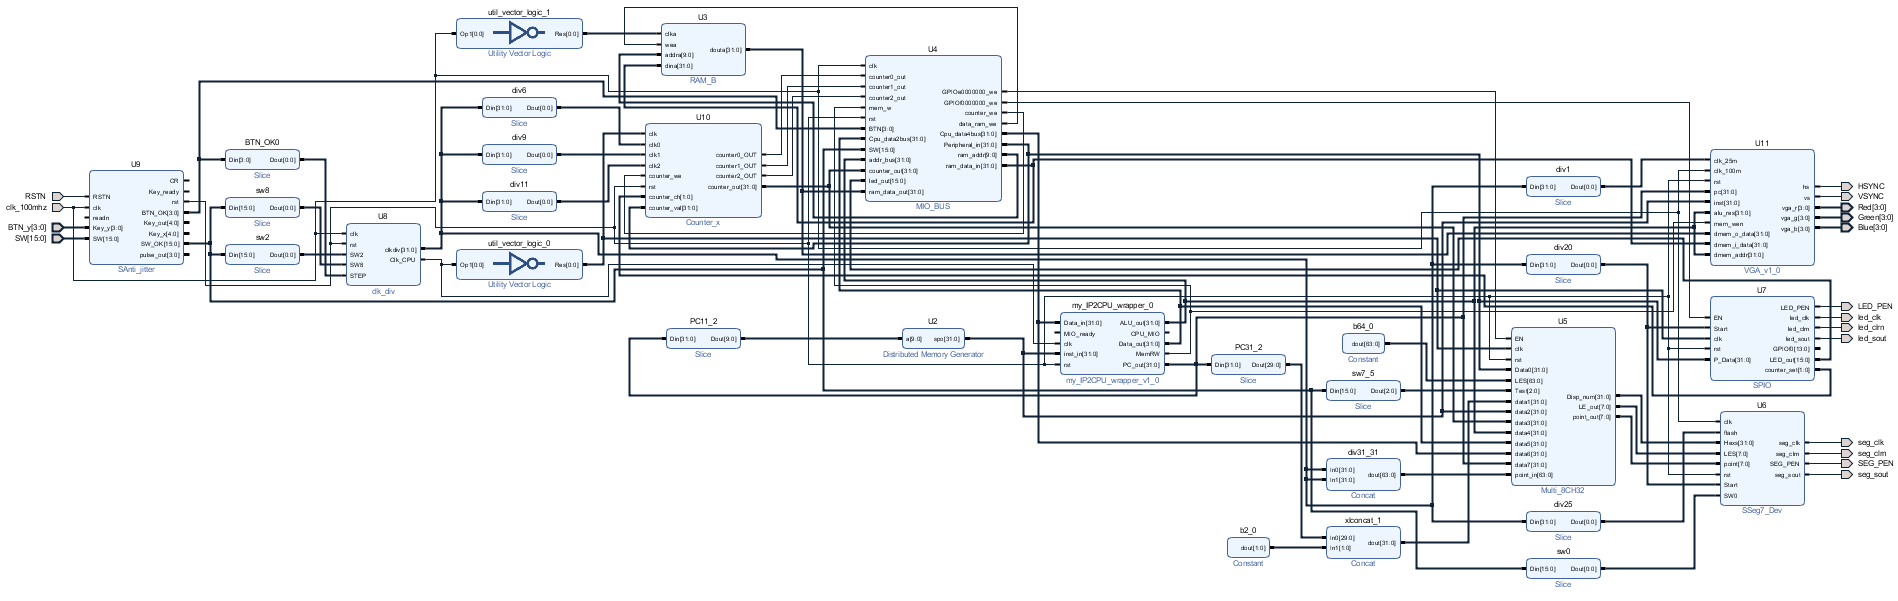 RSTN
clk_100mhz
BTN_y[3:0]
SW[15:0]
U9
RSTN
clk
readn
Key_y[3:0]
SW[15:0]
CR
Key_ready
rst
BTN_OK[3:0]
Key_out[4:0]
Key_x[4:0]
SW_OK[15:0]
pulse_out[3:0]
SAnti_jitter
BTN_OK0
Din[3:0]
Dout[0:0]
Slice
sw8
Din[15:0]
Dout[0:0]
Slice
sw2
Din[15:0]
Dout[0:0]
Slice
U8
clk
rst
SW2
SW8
STEP
clkdiv[31:0]
Clk_CPU
clk_div
util_vector_logic_1
Op1[0:0]
Res[0:0]
Utility Vector Logic
div6
Din[31:0]
Dout[0:0]
Slice
div9
Din[31:0]
Dout[0:0]
Slice
div11
Din[31:0]
Dout[0:0]
Slice
util_vector_logic_0
Op1[0:0]
Res[0:0]
Utility Vector Logic
U3
clka
wea
addra[9:0]
dina[31:0]
douta[31:0]
RAM_B
U10
clk
clk0
clk1
clk2
counter_we
rst
counter_ch[1:0]
counter_val[31:0]
counter0_OUT
counter1_OUT
counter2_OUT
counter_out[31:0]
Counter_x
PC11_2
Din[31:0]
Dout[9:0]
Slice
U4
clk
counter0_out
counter1_out
counter2_out
mem_w
rst
BTN[3:0]
Cpu_data2bus[31:0]
SW[15:0]
addr_bus[31:0]
counter_out[31:0]
led_out[15:0]
ram_data_out[31:0]
GPIOe0000000_we
GPIOf0000000_we
counter_we
data_ram_we
Cpu_data4bus[31:0]
Peripheral_in[31:0]
ram_addr[9:0]
ram_data_in[31:0]
MIO_BUS
U2
a[9:0]
spo[31:0]
Distributed Memory Generator
my_IP2CPU_wrapper_0
Data_in[31:0]
MIO_ready
clk
inst_in[31:0]
rst
ALU_out[31:0]
CPU_MIO
Data_out[31:0]
MemRW
PC_out[31:0]
my_IP2CPU_wrapper_v1_0
PC31_2
Din[31:0]
Dout[29:0]
Slice
b64_0
dout[63:0]
Constant
sw7_5
Din[15:0]
Dout[2:0]
Slice
div31_31
In0[31:0]
In1[31:0]
dout[63:0]
Concat
b2_0
dout[1:0]
Constant
xlconcat_1
In0[29:0]
In1[1:0]
dout[31:0]
Concat
div1
Din[31:0]
Dout[0:0]
Slice
div20
Din[31:0]
Dout[0:0]
Slice
U5
EN
clk
rst
Data0[31:0]
LES[63:0]
Test[2:0]
data1[31:0]
data2[31:0]
data3[31:0]
data4[31:0]
data5[31:0]
data6[31:0]
data7[31:0]
point_in[63:0]
Disp_num[31:0]
LE_out[7:0]
point_out[7:0]
Multi_8CH32
div25
Din[31:0]
Dout[0:0]
Slice
sw0
Din[15:0]
Dout[0:0]
Slice
U11
clk_25m
clk_100m
rst
pc[31:0]
inst[31:0]
alu_res[31:0]
mem_wen
dmem_o_data[31:0]
dmem_i_data[31:0]
dmem_addr[31:0]
hs
vs
vga_r[3:0]
vga_g[3:0]
vga_b[3:0]
VGA_v1_0
U7
EN
Start
clk
rst
P_Data[31:0]
LED_PEN
led_clk
led_clrn
led_sout
GPIOf0[13:0]
LED_out[15:0]
counter_set[1:0]
SPIO
U6
clk
flash
Hexs[31:0]
LES[7:0]
point[7:0]
rst
Start
SW0
seg_clk
seg_clrn
SEG_PEN
seg_sout
SSeg7_Dev
HSYNC
VSYNC
Red[3:0]
Green[3:0]
Blue[3:0]
LED_PEN
led_clk
led_clrn
led_sout
seg_clk
seg_clrn
SEG_PEN
seg_sout